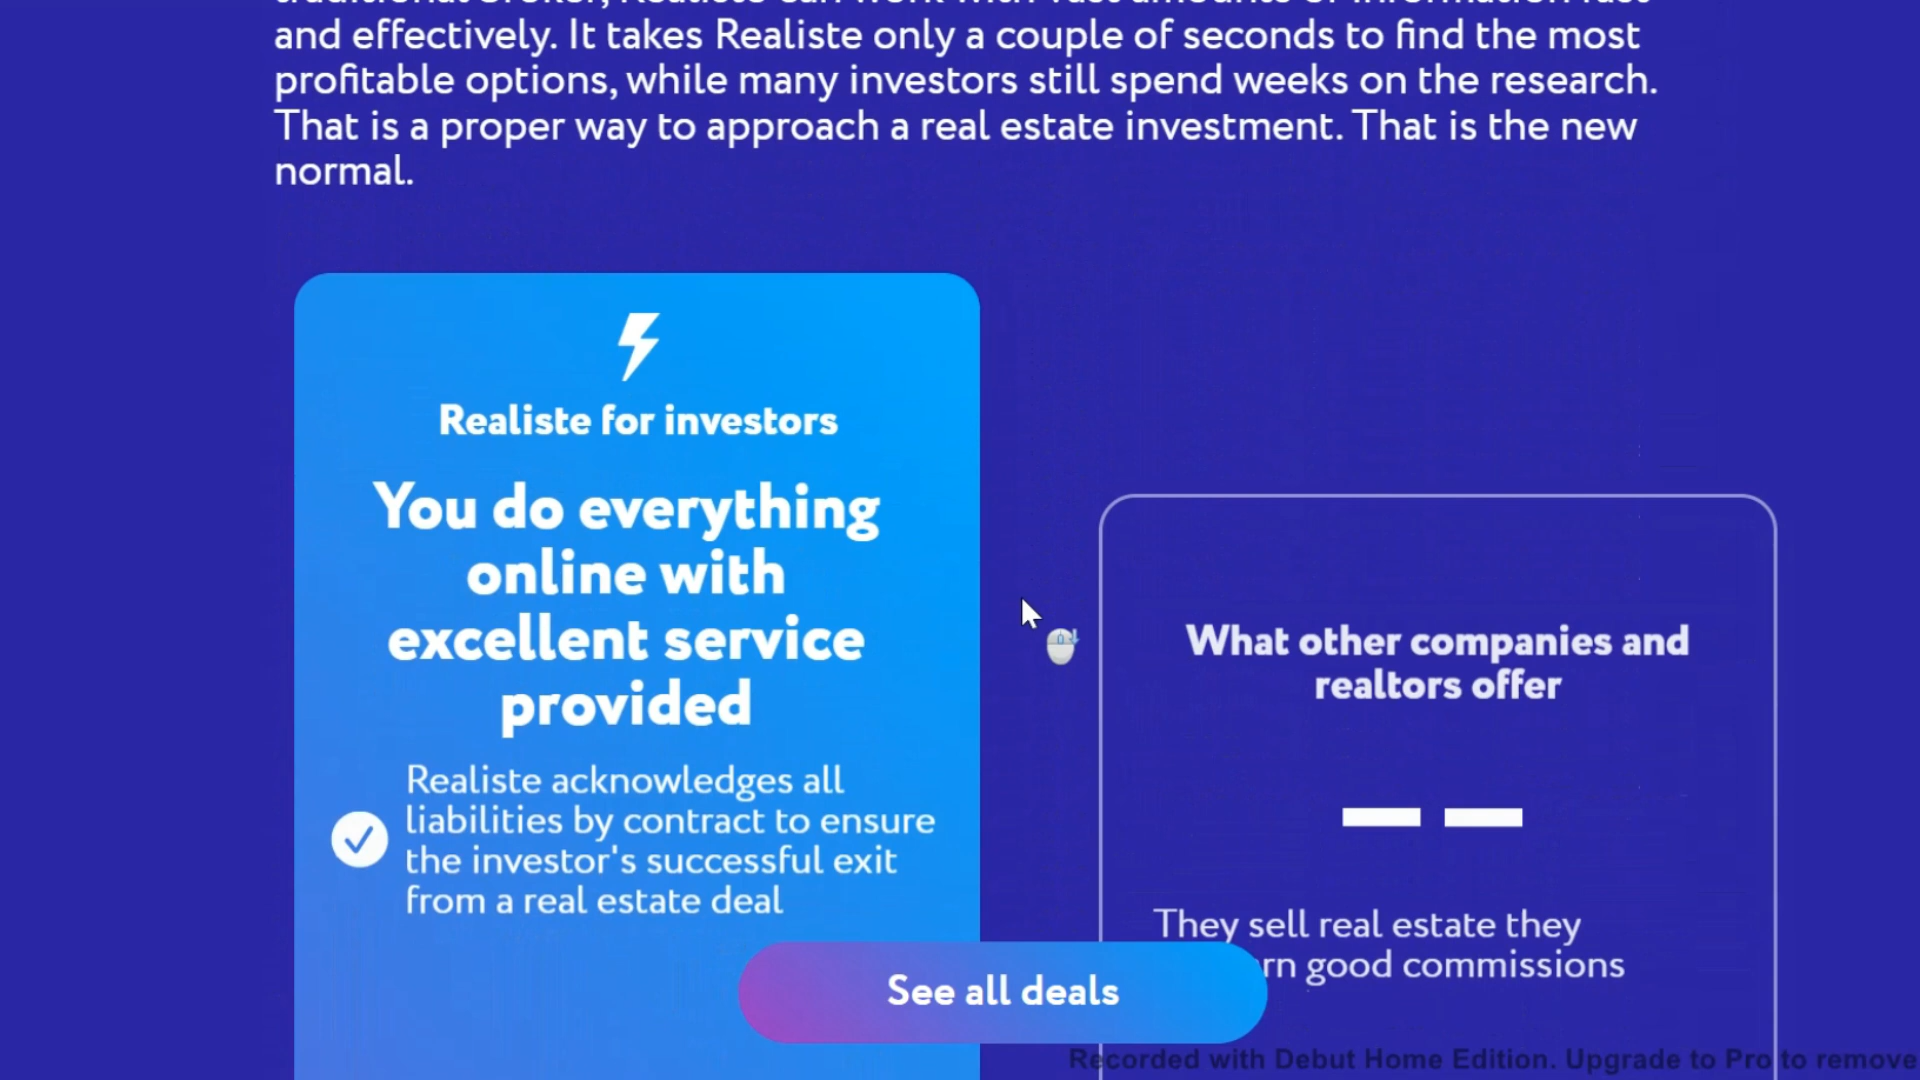 and effectively. It takes Realiste only a couple of seconds to find the most
profitable options, while many investors still spend weeks on the research.
That is a proper way to approach a real estate investment. That is the new
normal.
Realiste for investors
You do everything
online with
excellent service
provided
Realiste acknowledges all
liabilities by contract to ensure
the investor's successful exit
from a real estate deal
What other companies and
realtors offer
They sell real estate they
rn good commissions
See all deals
Recorded with Debut Home Edition. Upgrade to Pro to remove